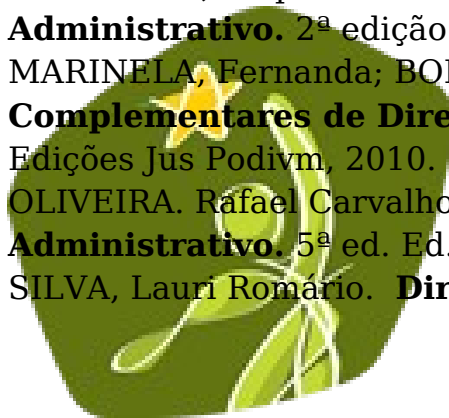 Administrativo. 2ª edição
MARINELA, Fernanda;
Complementares de Dire
Edições Jus Podivm, 2010.
OLIVEIRA. Rafael Carvalho
Administrativo. 5ª ed. Ed.
SILVA, Lauri Romário. Dir